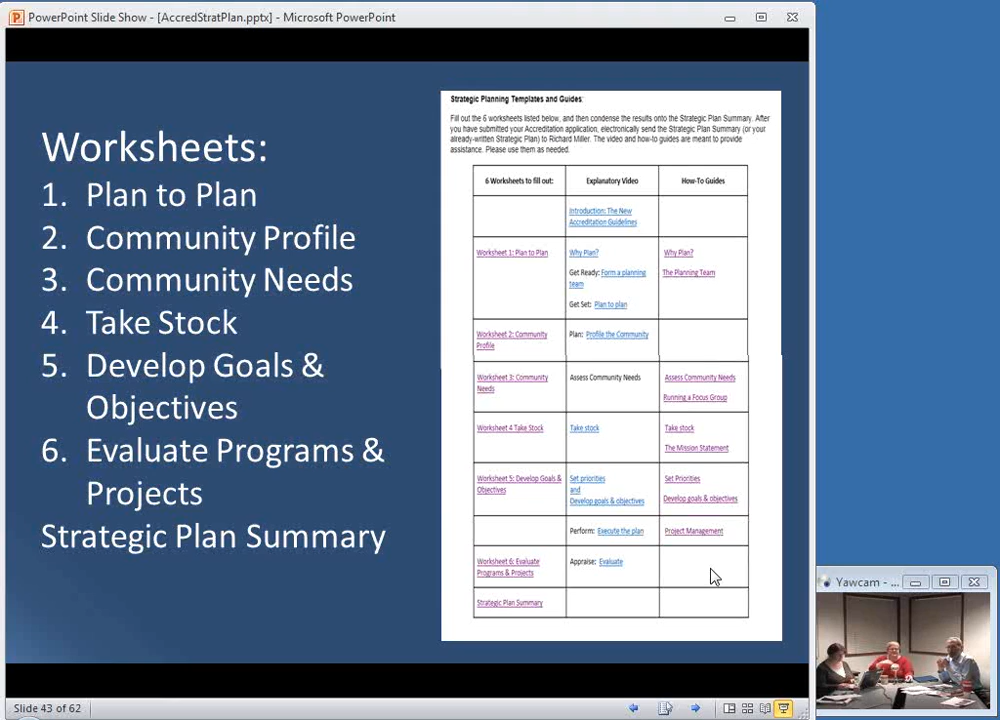 PowerPoint Slide Show - [AccredStratPlan.pptx] - Microsoft PowerPoint
Worksheets:
1. Plan to Plan
2. Community Profile
3. Community Needs
4. Take Stock
5. Develop Goals &
Objectives
6. Evaluate Programs &
Projects
Strategic Plan Summary
Strategic Planning Templates and Guides:
Fill out the 6 worksheets listed below, and then condense the results onto the Strategic Plan Summary. After
you have submitted your Accreditation application, electronically send the Strategic Plan Summary (or your
already-written Strategic Plan) to Richard Miller. The video and how-to guides are meant to provide
assistance. Please use them as needed.
6 Worksheets to fill out:
Explanatory Video
How-To Guides
Introduction: The New
Accreditation Guidelines
Worksheet 1: Plan to Plan
Why Plan?
Get Ready: Form a planning
team
Get Set: Plan to plan
Why Plan?
The Planning Team
Worksheet 2: Community
Profile
Plan: Profile the Community
Worksheet 3: Community
Needs
Assess Community Needs
Assess Community Needs
Running a Focus Group
Worksheet 4 Take Stock
Take stock
Take stock
The Mission Statement
Worksheet 5: Develop Goals &
Objectives
Set priorities
and
Develop goals & objectives
Set Priorities
Develop goals & objectives
Perform: Execute the plan
Project Management
Worksheet 6: Evaluate
Programs & Projects
Appraise: Evaluate
Strategic Plan Summary
Yawcam - ...
Slide 43 of 62